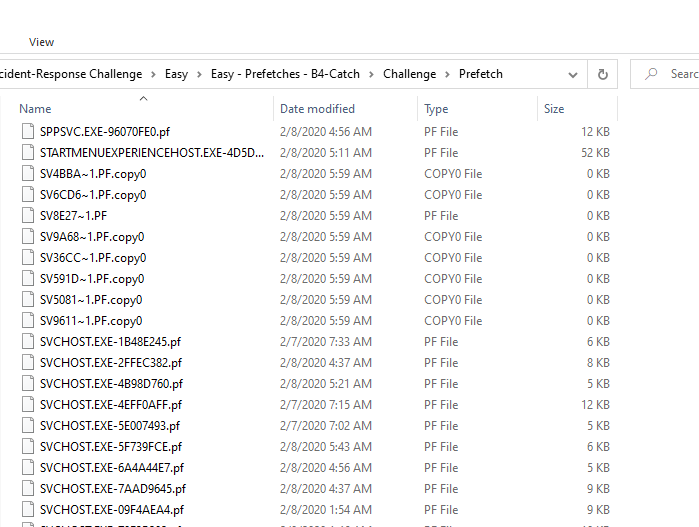 View
cident-Response Challenge > Easy > Easy - Prefetches - B4-Catch > Challenge > Prefetch Searc
Name Date modified Type Size
SPPSVC.EXE-96070FE0.pf 2/8/2020 4:56 AM PF File 12 KB
STARTMENUEXPERIENCEHOST.EXE-4D5D... 2/8/2020 5:11 AM PF File 52 KB
SV4BBA~1.PF.copy0 2/8/2020 5:59 AM COPY0 File 0 KB
SV6CD6~1.PF.copy0 2/8/2020 5:59 AM COPY0 File 0 KB
SV8E27~1.PF 2/8/2020 5:59 AM PF File 0 KB
SV9A68~1.PF.copy0 2/8/2020 5:59 AM COPY0 File 0 KB
SV36CC~1.PF.copy0 2/8/2020 5:59 AM COPY0 File 0 KB
SV591D~1.PF.copy0 2/8/2020 5:59 AM COPY0 File 0 KB
SV5081~1.PF.copy0 2/8/2020 5:59 AM COPY0 File 0 KB
SV9611~1.PF.copy0 2/8/2020 5:59 AM COPY0 File 0 KB
SVCHOST.EXE-1B48E245.pf 2/7/2020 7:33 AM PF File 6 KB
SVCHOST.EXE-2FFEC382.pf 2/8/2020 4:37 AM PF File 8 KB
SVCHOST.EXE-4B98D760.pf 2/8/2020 5:21 AM PF File 5 KB
SVCHOST.EXE-4EFF0AFF.pf 2/7/2020 7:15 AM PF File 12 KB
SVCHOST.EXE-5E007493.pf 2/7/2020 7:02 AM PF File 5 KB
SVCHOST.EXE-5F739FCE.pf 2/8/2020 5:43 AM PF File 6 KB
SVCHOST.EXE-6A4A44E7.pf 2/8/2020 4:56 AM PF File 5 KB
SVCHOST.EXE-7AAD9645.pf 2/8/2020 4:37 AM PF File 9 KB
SVCHOST.EXE-09F4AEA4.pf 2/8/2020 1:54 AM PF File 9 KB